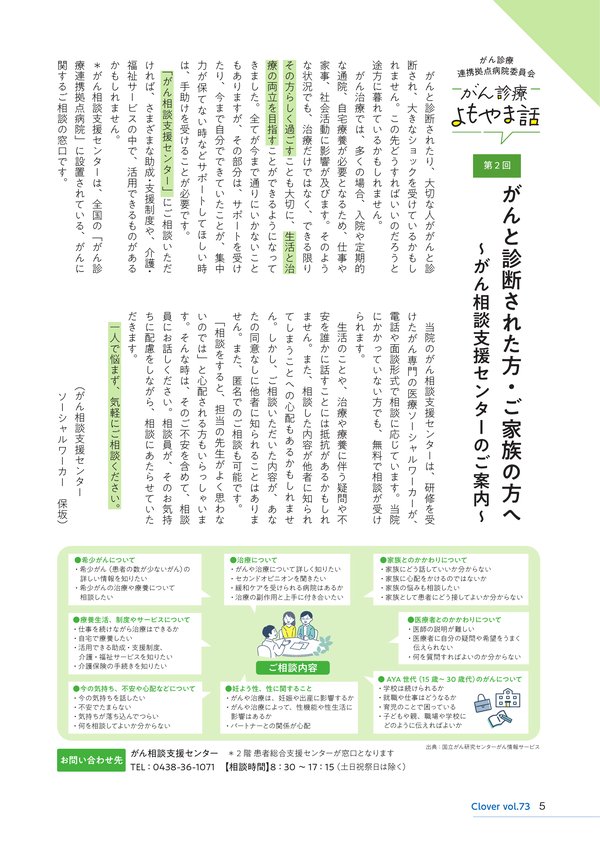 がん診療
連携拠点病院委員会
がん診療
よもやま話
第２回
がんと診断された方・ご家族の方へ
～がん相談支援センターのご案内～
がんと診断されたり、大切な人ががんと診
断され、大きなショックを受けているかもし
れません。この先どうすればいいのだろうと
途方に暮れているかもしれません。
がん治療では、多くの場合、入院や定期的
な通院、自宅療養が必要となるため、仕事や
家事、社会活動に影響が及びます。そのよう
な状況でも、治療だけではなく、できる限り
その方らしく過ごすことも大切に、生活と治
療の両立を目指すことができるようになって
きました。全てが今まで通りにいかないこと
もありますが、その部分は、サポートを受け
たり、今まで自分でできていたことが、集中
力が保てない時などサポートしてほしい時
は、手助けを受けることが必要です。
「がん相談支援センター」にご相談いただ
ければ、さまざまな助成・支援制度や、介護・
福祉サービスの中で、活用できるものがある
かもしれません。
＊がん相談支援センターは、全国の「がん診
療連携拠点病院」に設置されている、がんに
関するご相談の窓口です。
当院のがん相談支援センターは、研修を受
けたがん専門の医療ソーシャルワーカーが、
電話や面談形式で相談に応じています。当院
にかかっていない方でも、無料で相談が受け
られます。
生活のことや、治療や療養に伴う疑問や不
安を誰かに話すことには抵抗があるかもしれ
ません。また、相談した内容が他者に知られ
てしまうことへの心配もあるかもしれませ
ん。しかし、ご相談いただいた内容が、あな
たの同意なしに他者に知られることはありま
せん。また、匿名でのご相談も可能です。
「相談をすると、担当の先生がよく思わな
いのでは」と心配される方もいらっしゃいま
す。そんな時は、そのご不安を含めて、相談
員にお話しください。相談員が、そのお気持
ちに配慮をしながら、相談にあたらせていた
だきます。
一人で悩まず、気軽にご相談ください。
（がん相談支援センター
ソーシャルワーカー　保坂）
●希少がんについて
・希少がん（患者の数が少ないがん）の
詳しい情報を知りたい
・希少がんの治療や療養について
相談したい
●治療について
・がんや治療について詳しく知りたい
・セカンドオピニオンを聞きたい
・緩和ケアを受けられる病院はあるか
・治療の副作用と上手に付き合いたい
●家族とのかかわりについて
・家族にどう話していいか分からない
・家族に心配をかけるのではないか
・家族の悩みも相談したい
・家族として患者にどう接してよいか分からない
●療養生活、制度やサービスについて
・仕事を続けながら治療はできるか
・自宅で療養したい
・活用できる助成・支援制度、
介護・福祉サービスを知りたい
・介護保険の手続きを知りたい
ご相談内容
●医療者とのかかわりについて
・医師の説明が難しい
・医療者に自分の疑問や希望をうまく
伝えられない
・何を質問すればよいのか分からない
●今の気持ち、不安や心配などについて
・今の気持ちを話したい
・不安でたまらない
・気持ちが落ち込んでつらい
・何を相談してよいか分からない
●妊よう性、性に関すること
・がんや治療は、妊娠や出産に影響するか
・がんや治療によって、性機能や性生活に
影響はあるか
・パートナーとの関係が心配
●AYA 世代（15 歳～ 30 歳代）のがんについて
・学校は続けられるか
・就職や仕事はどうなるか
・育児のことで困っている
・子どもや親、職場や学校に
どのように伝えればよいか
出典：国立がん研究センターがん情報サービス
お問い合わせ先
がん相談支援センター　＊２階 患者総合支援センターが窓口となります
TEL：0438-36-1071　【相談時間】8：30 ～ 17：15（土日祝祭日は除く）
Clover vol.73　5